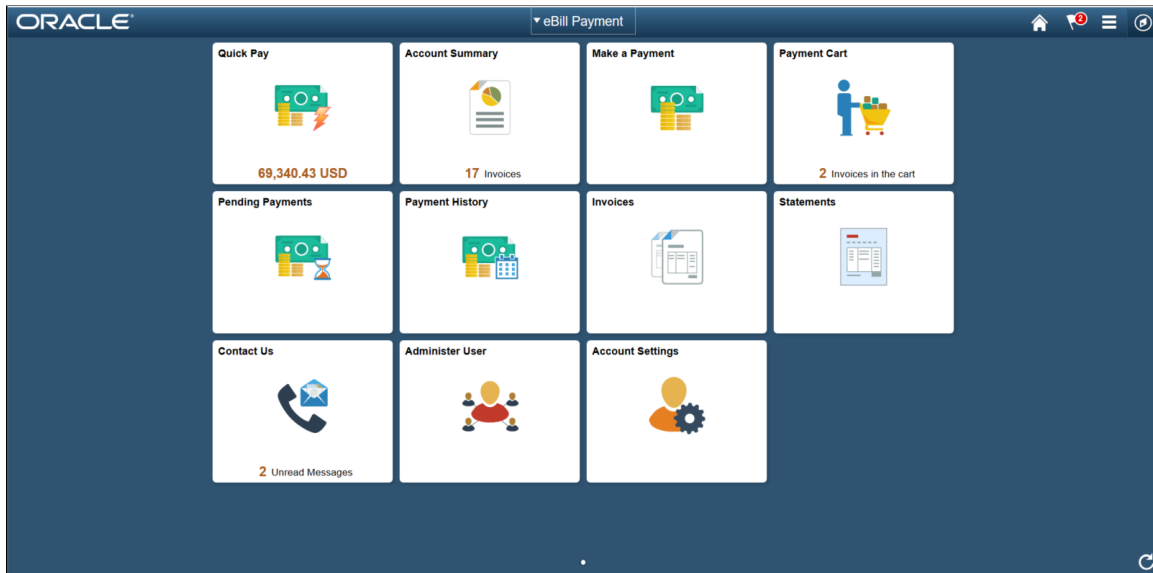 ORACLE
eBill Payment
2
Quick Pay
69,340.43 USD
Account Summary
17 Invoices
Make a Payment
Payment Cart
2 Invoices in the cart
Pending Payments
Payment History
Invoices
Statements
Contact Us
2 Unread Messages
Administer User
Account Settings